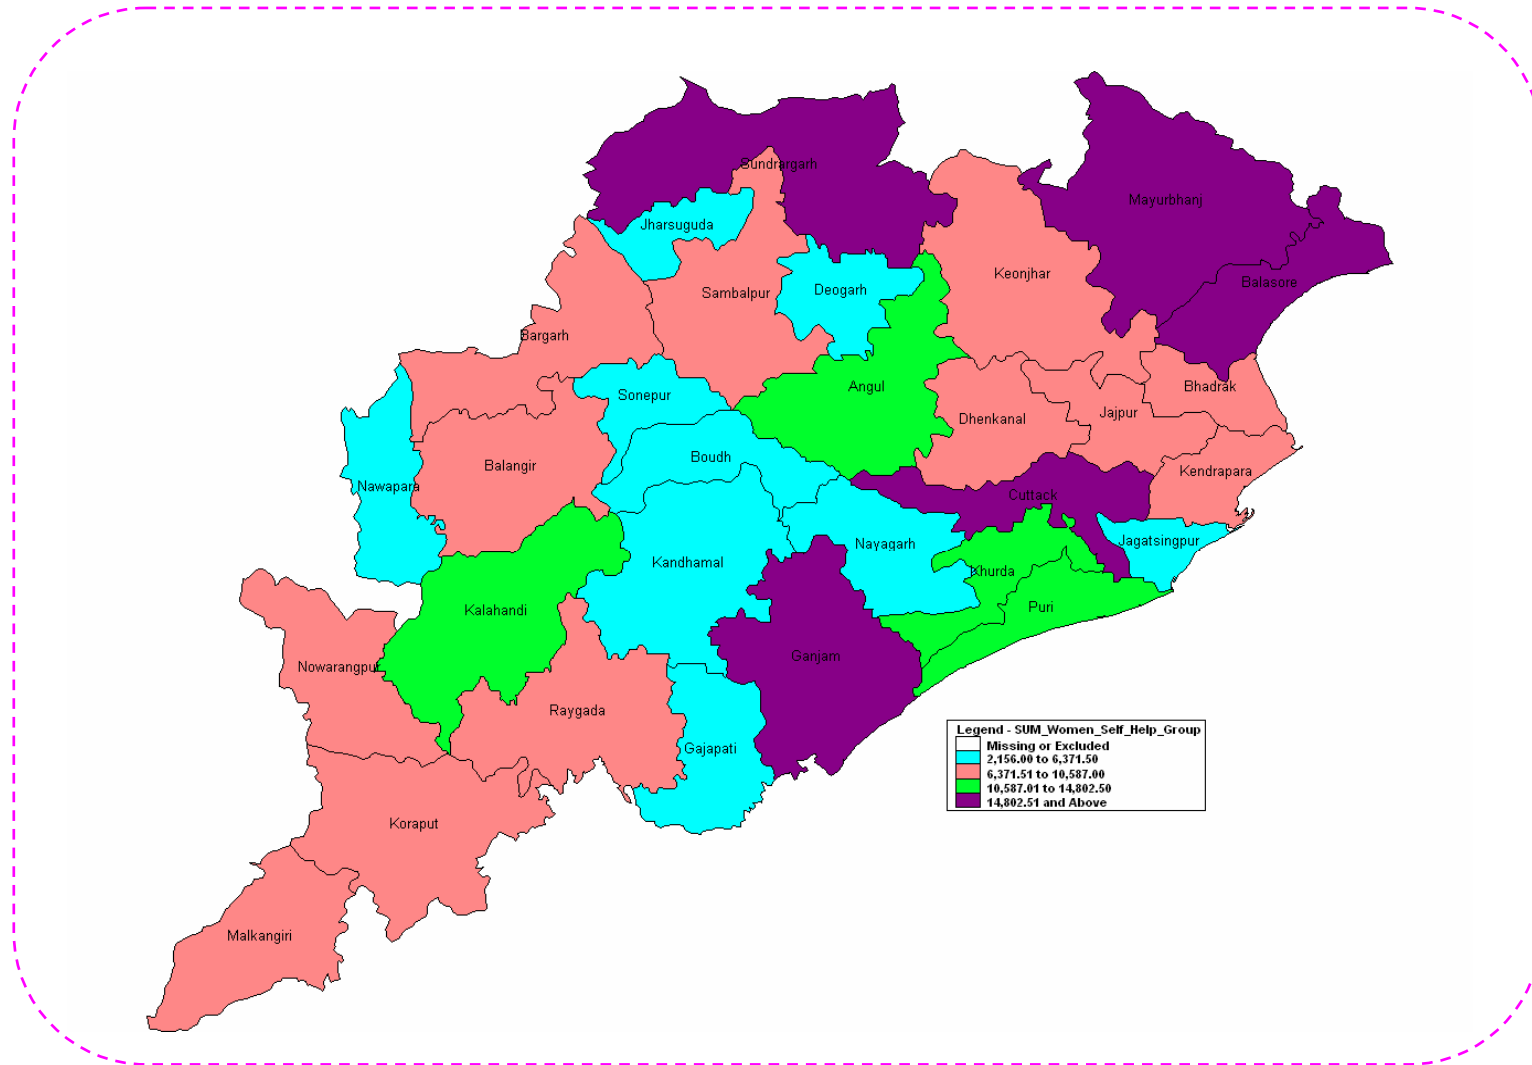 Sundrargarh
Mayurbhanj
Jharsuguda
Keonjhar
Balasore
Deogarh
Sambalpur
Bargarh
Angul
Bhadrak
Sonepur
Jajpur
Dhenkanal
Boudh
Balangir
Kendrapara
Nawapara
Cuttack
Jagatsingpur
Nayagarh
Kandhamal
Khurda
Puri
Kalahandi
Ganjam
Nowarangpur
Raygada
Gajapati
Koraput
Malkangiri
Legend - SUM_Women_Self_Help_Group
Missing or Excluded
2,156.00 to 6,371.50
6,371.51 to 10,587.00
10,587.01 to 14,802.50
14,802.51 and Above